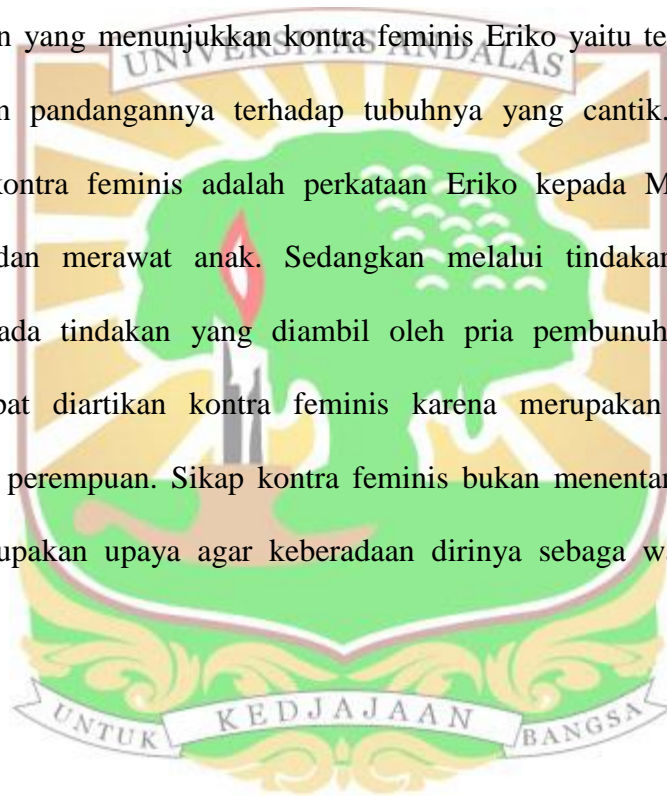 n yang menunjukkan kontra feminis Eriko yaitu te
UNIVERSITAS ANDALAS
n pandangannya terhadap tubuhnya yang cantik.
kontra feminis adalah perkataan Eriko kepada M
dan merawat anak. Sedangkan melalui tindakan
ada tindakan yang diambil oleh pria pembunuh
pat diartikan kontra feminis karena merupakan
perempuan. Sikap kontra feminis bukan menentan
upakan upaya agar keberadaan dirinya sebaga w
UNTUK KEDJAJAAN BANGSA